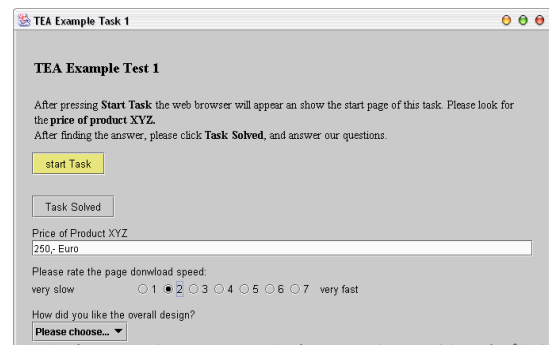 TEA Example Task 1
TEA Example Test 1
After pressing Start Task the web browser will appear an show the start page of this task. Please look for
the price of product XYZ.
After finding the answer, please click Task Solved, and answer our questions.
start Task
Task Solved
Price of Product XYZ
250,- Euro
Please rate the page donwload speed:
very slow 1 2 3 4 5 6 7 very fast
How did you like the overall design?
Please choose...